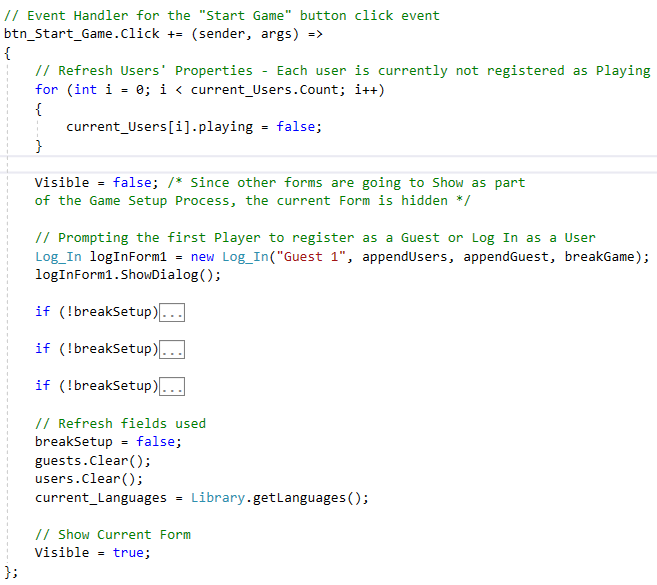 // Event Handler for the "Start Game" button click event
btn_Start_Game.Click += (sender, args) =>
{
// Refresh Users' Properties - Each user is currently not registered as Playing
for (int i = 0; i < current_Users.Count; i++)
{
current_Users[i].playing = false;
}
Visible = false; /* Since other forms are going to Show as part
of the Game Setup Process, the current Form is hidden */
// Prompting the first Player to register as a Guest or Log In as a User
Log_In logInForm1 = new Log_In("Guest 1", appendUsers, appendGuest, breakGame);
logInForm1.ShowDialog();
if (!breakSetup)...
if (!breakSetup)...
if (!breakSetup)...
// Refresh fields used
breakSetup = false;
guests.Clear();
users.Clear();
current_Languages = Library.getLanguages();
// Show Current Form
Visible = true;
};